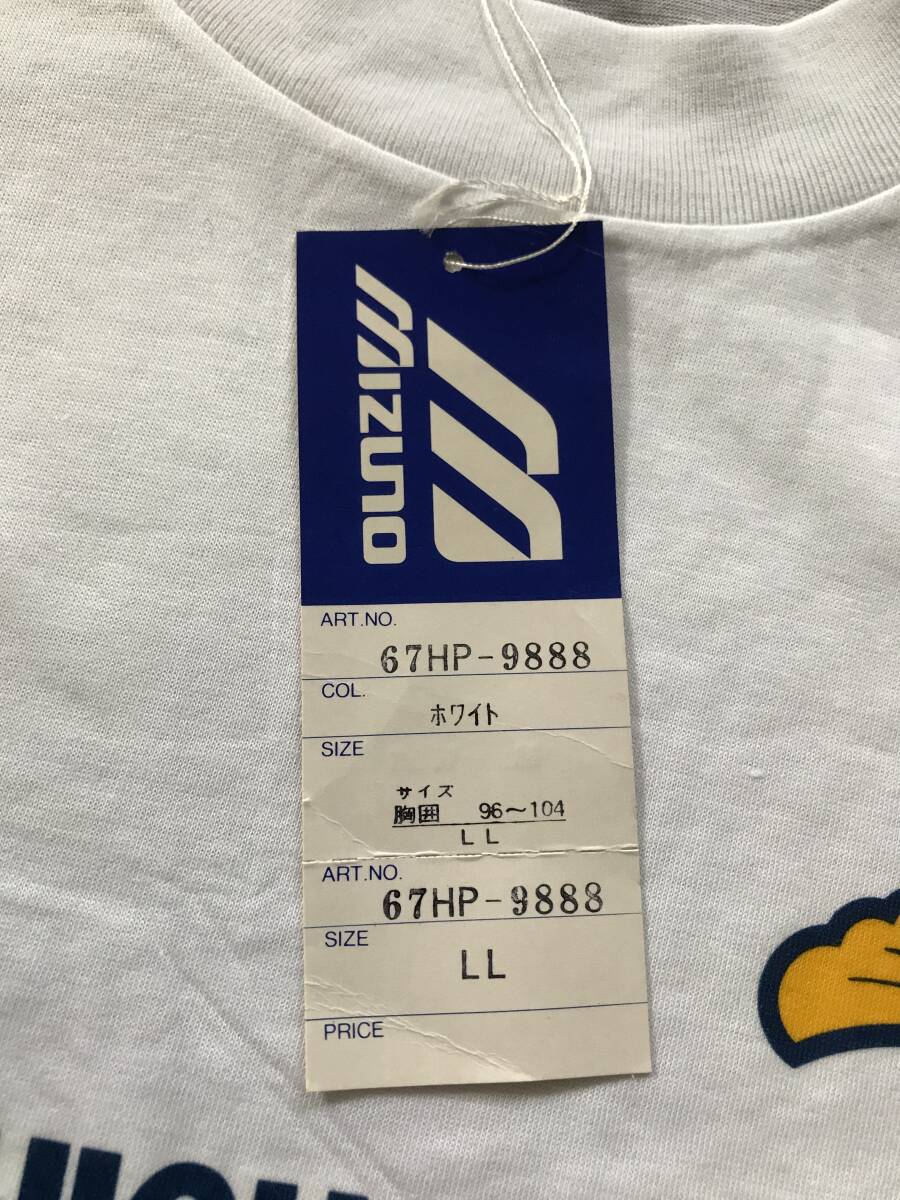 MIZUNO
ART.NO.
67HP-9888
COL.
ホワイト
SIZE
サイズ
胸囲 96～104
LL
ART.NO.
67HP-9888
SIZE
LL
PRICE